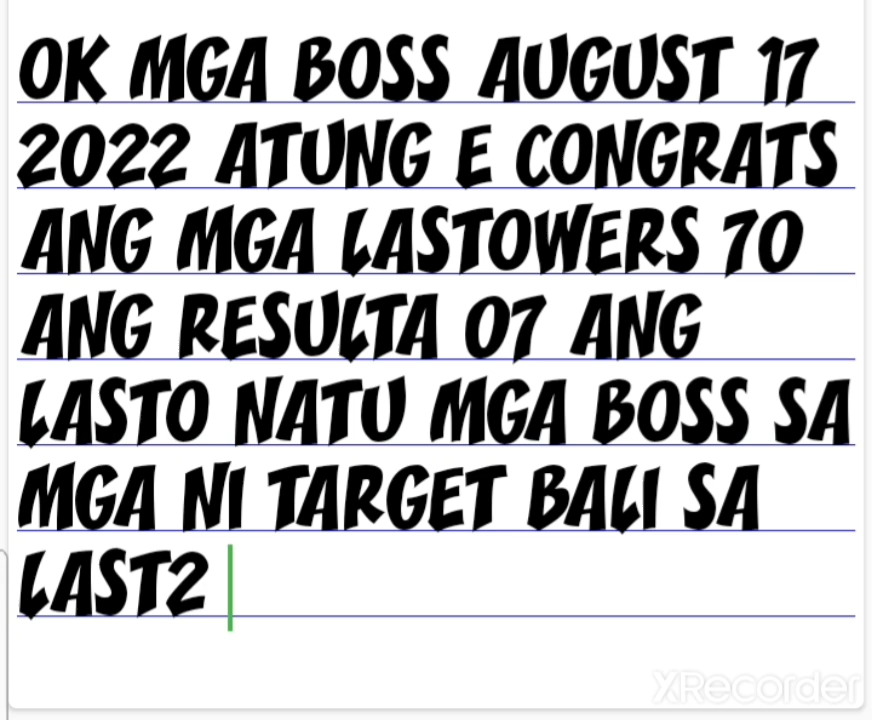 OK MGA BOSS AUGUST 17
2022 ATUNG E CONGRATS
ANG MGA LASTOWERS 70
ANG RESULTA 07 ANG
LASTO NATU MGA BOSS SA
MGA NI TARGET BALI SA
LAST2
XRecorder